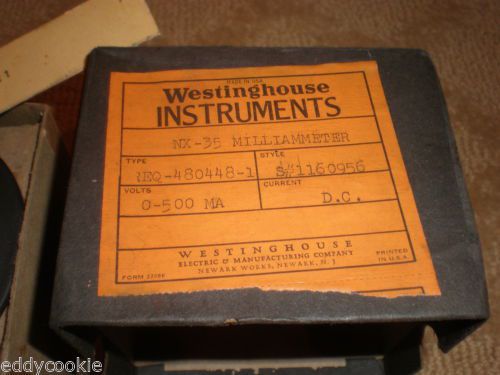 MADE IN U.S.A.
Westinghouse
INSTRUMENTS
NX-35 MILLIAMMETER
TYPE STYLE
REQ-480448-1 S#1160956
VOLTS CURRENT
0-500 MA D.C.
WESTINGHOUSE
ELECTRIC & MANUFACTURING COMPANY
NEWARK WORKS, NEWARK, N. J.
PRINTED
IN U.S.A.
FORM
eddycookie